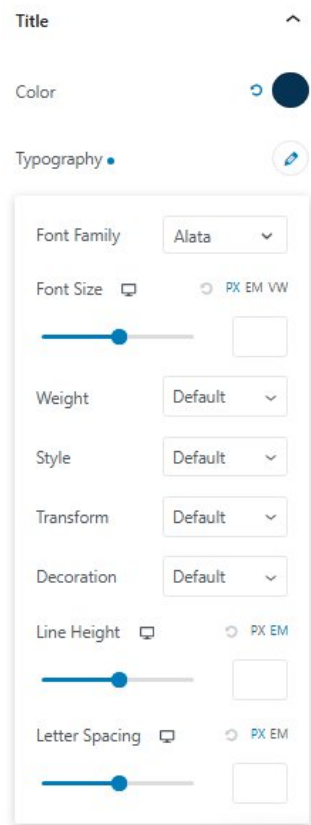 Title
Color
Typography
Font Family Alata
Font Size PX EM VW
Weight Default
Style Default
Transform Default
Decoration Default
Line Height PX EM
Letter Spacing PX EM